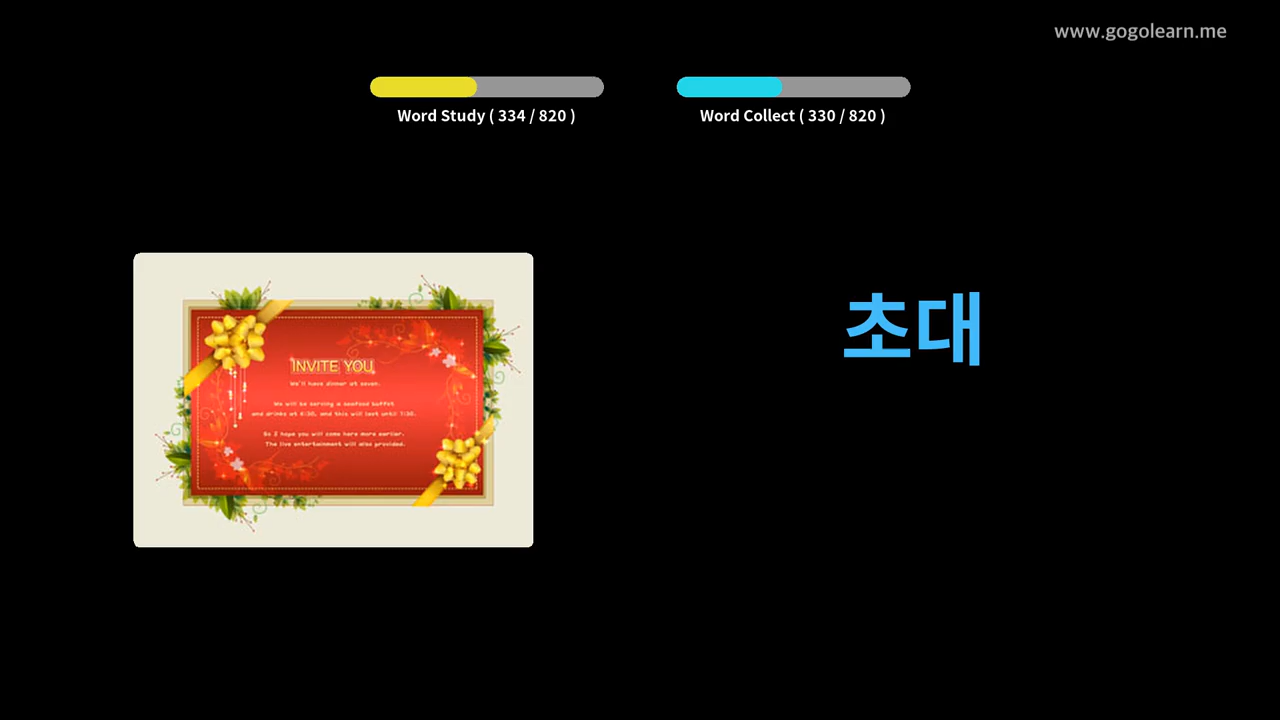 www.gogolearn.me
Word Study ( 334 / 820 )
Word Collect ( 330 / 820 )
초대
INVITE YOU
We'll have dinner at seven.
We will be serving a seafood buffet
and drinks at 6:30, and this will last until 7:30.
So I hope you will come here more earlier.
The live entertainment will also provided.